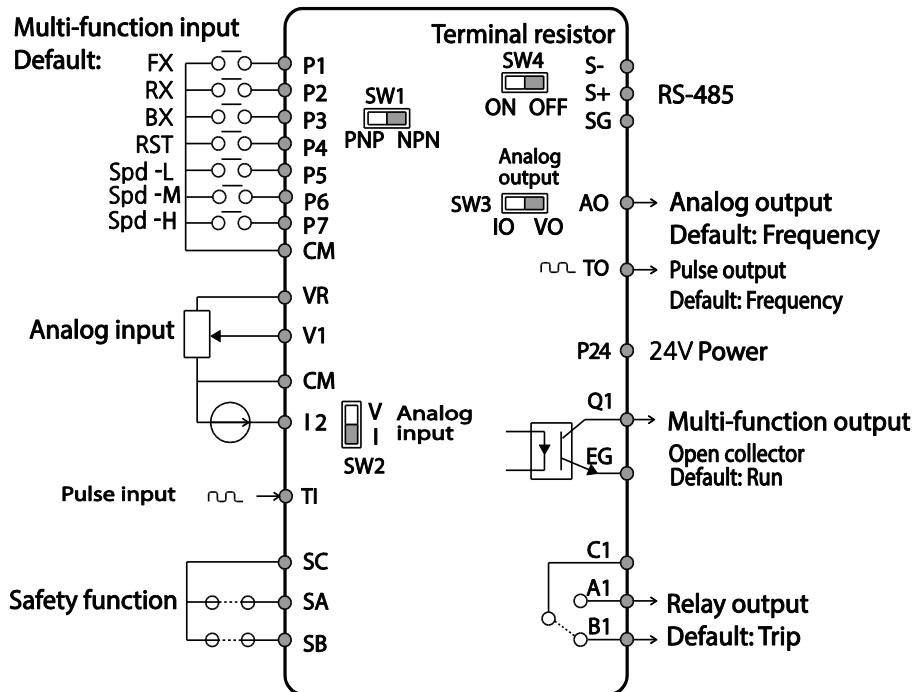 Multi-function input
Default:
FX
P1
RX
P2
BX
P3
RST
P4
Spd -L
P5
Spd -M
P6
Spd -H
P7
CM
SW1
PNP NPN
Terminal resistor
SW4
ON OFF
S-
S+
SG
RS-485
Analog
output
SW3
IO VO
AO
Analog output
Default: Frequency
TO
Pulse output
Default: Frequency
Analog input
VR
V1
CM
I 2
V
I
Analog
input
SW2
P24
24V Power
Q1
EG
Multi-function output
Open collector
Default: Run
Pulse input
TI
Safety function
SC
SA
SB
C1
A1
B1
Relay output
Default: Trip